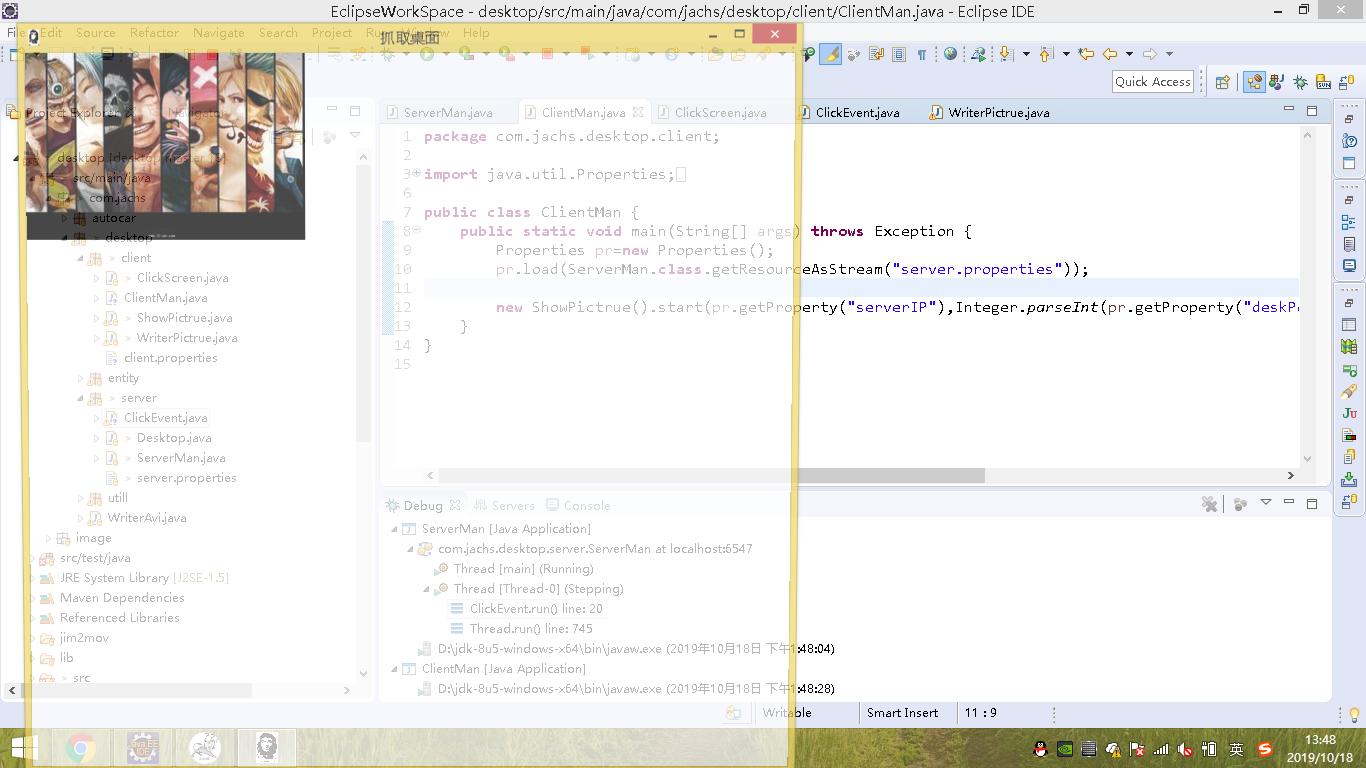 EclipseWorkSpace - desktop/src/main/java/com/jachs/desktop/client/ClientMan.java - Eclipse IDE
抓取桌面
File Edit Source Refactor Navigate Search Project Help
Quick Access
Project Explorer Navigator
desktop [desktop master ↓6]
src/main/java
com.jachs
autocar
desktop
client
ClickScreen.java
ClientMan.java
ShowPictrue.java
WriterPictrue.java
client.properties
entity
server
ClickEvent.java
Desktop.java
ServerMan.java
server.properties
utill
WriterAvi.java
image
src/test/java
JRE System Library [J2SE-1.5]
Maven Dependencies
Referenced Libraries
jim2mov
lib
src
ServerMan.java ClientMan.java ClickScreen.java ClickEvent.java WriterPictrue.java
1 package com.jachs.desktop.client;
2
3 import java.util.Properties;
6
7 public class ClientMan {
8 public static void main(String[] args) throws Exception {
9 Properties pr=new Properties();
10 pr.load(ServerMan.class.getResourceAsStream("server.properties"));
11
12 new ShowPictrue().start(pr.getProperty("serverIP"),Integer.parseInt(pr.getProperty("deskP
13 }
14 }
15
Debug Servers Console
ServerMan [Java Application]
com.jachs.desktop.server.ServerMan at localhost:6547
Thread [main] (Running)
Thread [Thread-0] (Stepping)
ClickEvent.run() line: 20
Thread.run() line: 745
D:\jdk-8u5-windows-x64\bin\javaw.exe (2019年10月18日 下午1:48:04)
ClientMan [Java Application]
D:\jdk-8u5-windows-x64\bin\javaw.exe (2019年10月18日 下午1:48:28)
Writable Smart Insert 11 : 9
Java EE IDE
英
13:48
2019/10/18